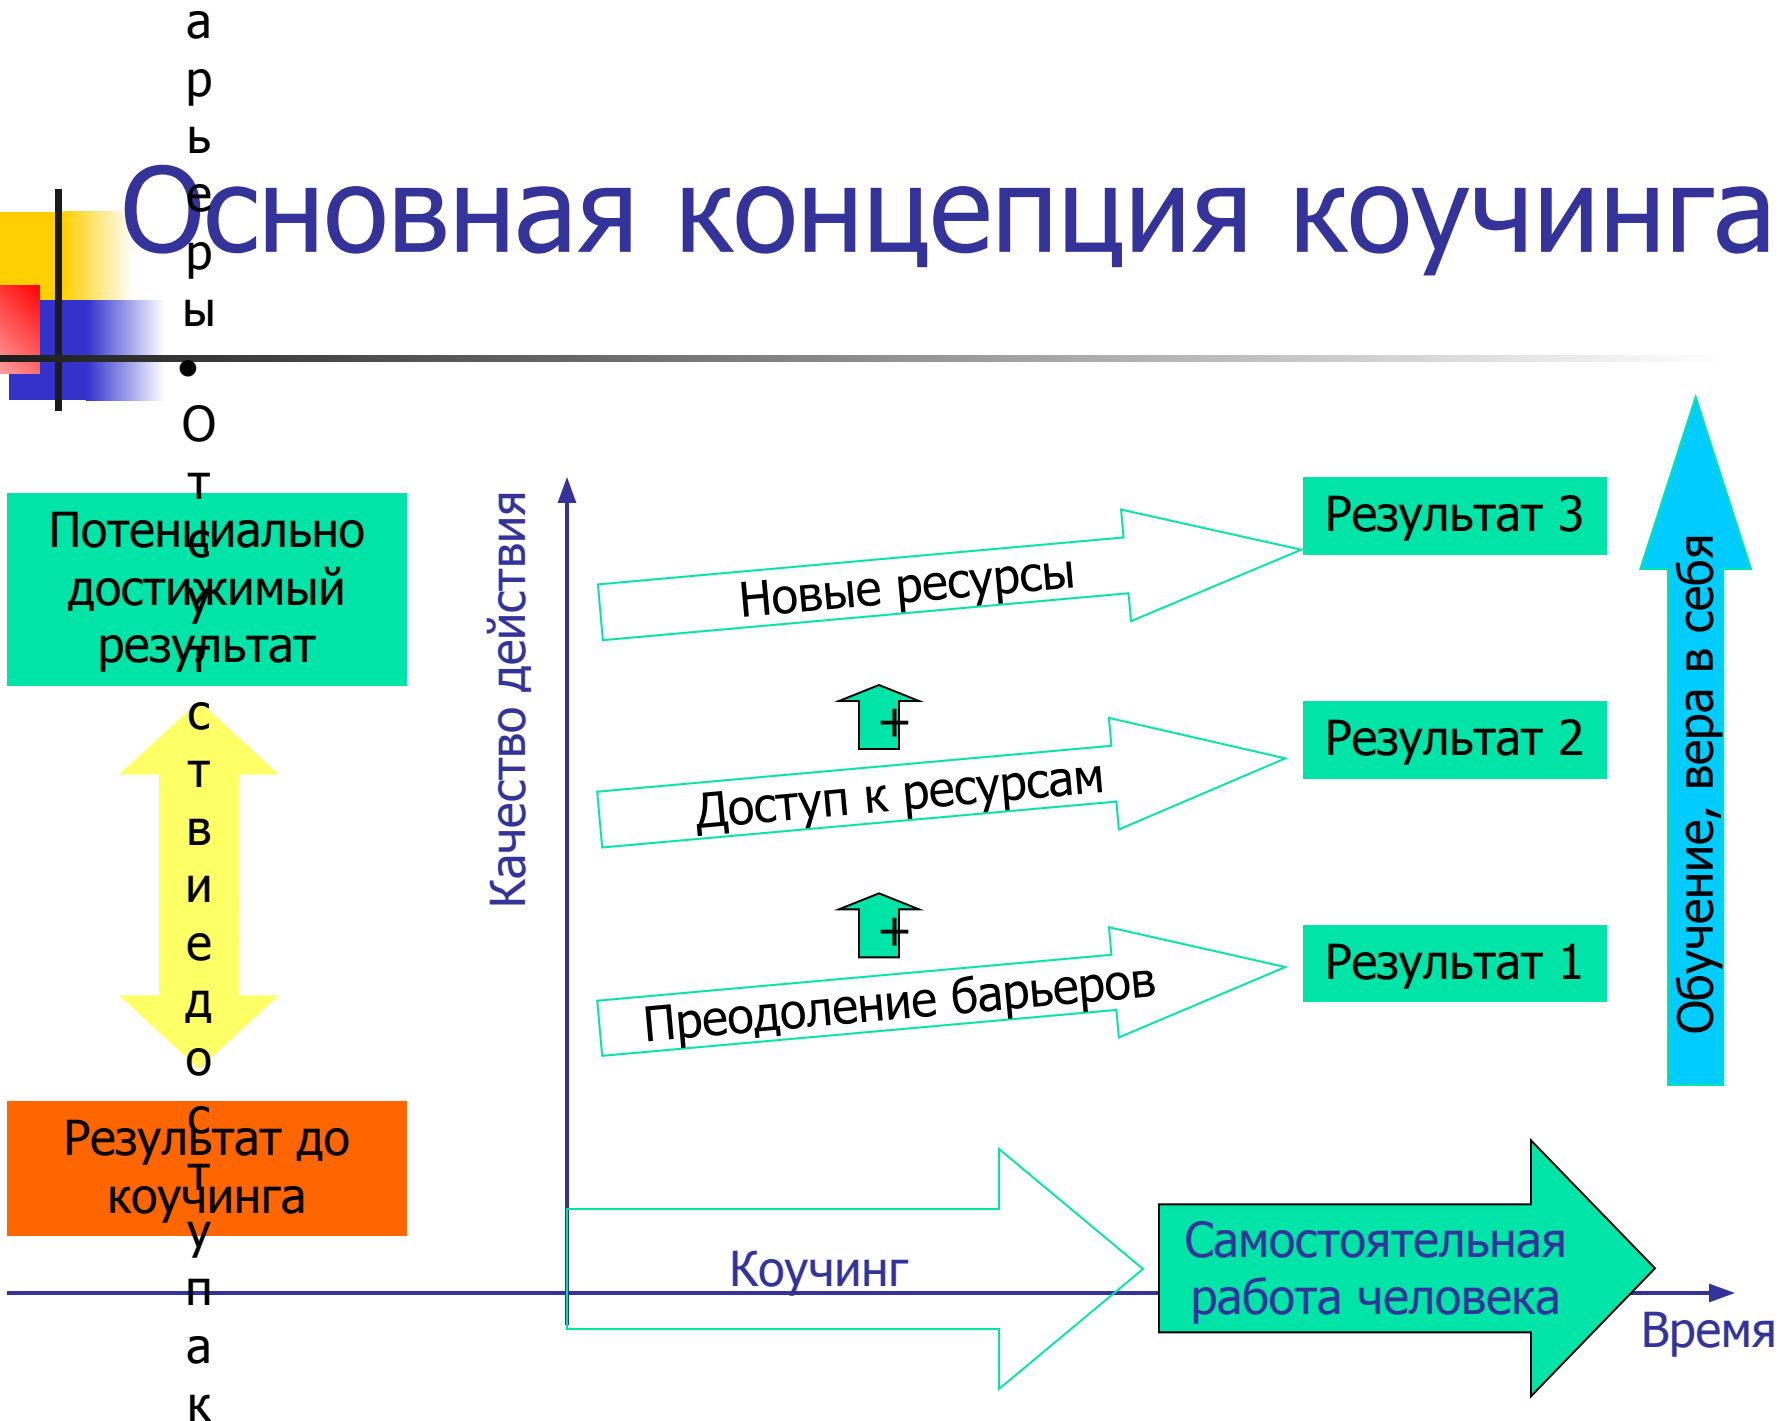 Основная концепция коучинга
а
р
ь
е
р
ы
•
О
т
с
у
т
с
т
в
и
е
д
о
с
т
у
п
а
к
Потенциально
достижимый
результат
Результат до
коучинга
Качество действия
Новые ресурсы
+
Доступ к ресурсам
+
Преодоление барьеров
Результат 3
Результат 2
Результат 1
Обучение, вера в себя
Коучинг
Самостоятельная
работа человека
Время